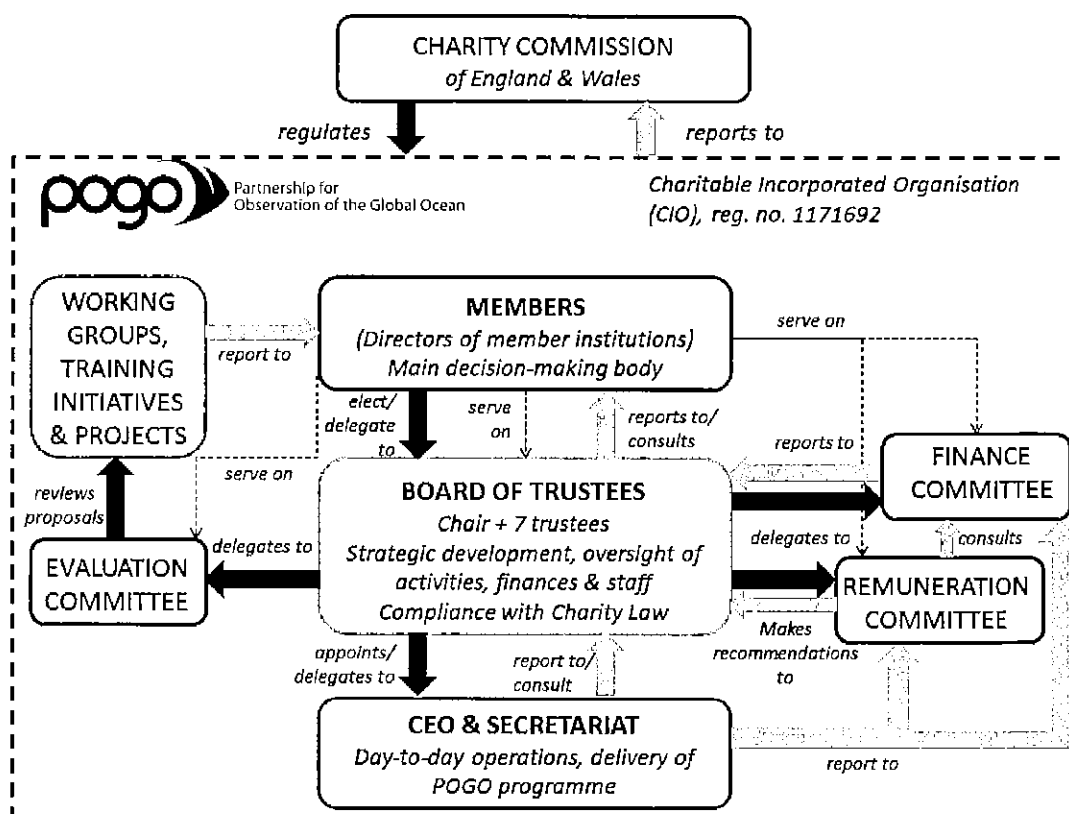 CHARITY COMMISSION
of England & Wales
regulates
reports to
pogo
Partnership for
Observation of the Global Ocean
Charitable Incorporated Organisation
(CIO), reg. no. 1171692
WORKING
GROUPS,
TRAINING
INITIATIVES
& PROJECTS
report to
MEMBERS
(Directors of member institutions)
Main decision-making body
serve on
elect/
delegate
to
serve
on
reports to/
consults
serve on
reports to
FINANCE
COMMITTEE
reviews
proposals
BOARD OF TRUSTEES
Chair + 7 trustees
Strategic development, oversight of
activities, finances & staff
Compliance with Charity Law
delegates to
delegates to
consults
EVALUATION
COMMITTEE
REMUNERATION
COMMITTEE
Makes
recommendations
to
appoints/
delegates to
report to/
consult
CEO & SECRETARIAT
Day-to-day operations, delivery of
POGO programme
report to